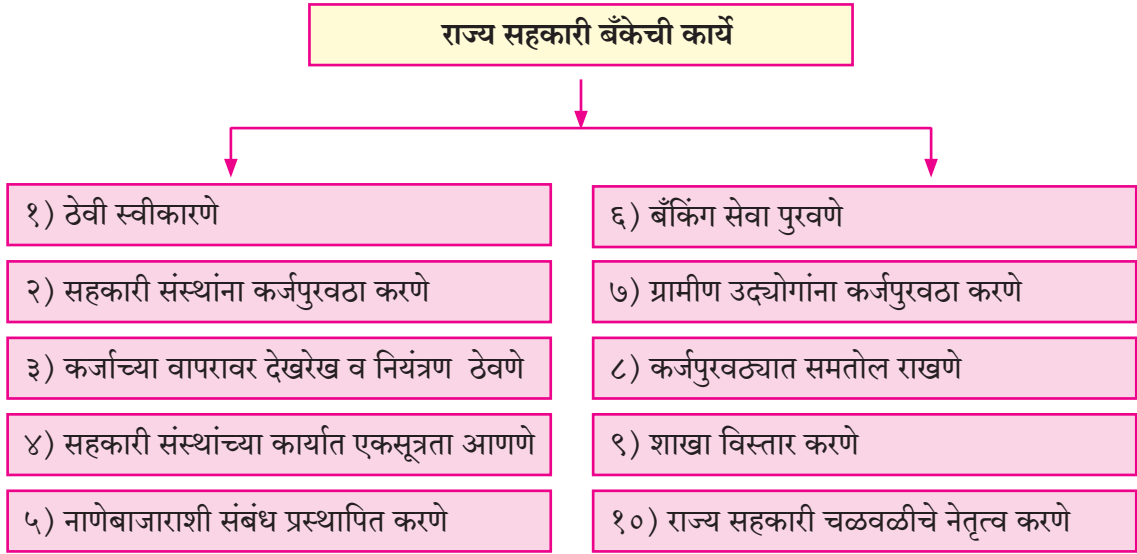 राज्य सहकारी बँकेची कार्ये
१) ठेवी स्वीकारणे
२) सहकारी संस्थांना कर्जपुरवठा करणे
३) कर्जाच्या वापरावर देखरेख व नियंत्रण ठेवणे
४) सहकारी संस्थांच्या कार्यात एकसूत्रता आणणे
५) नाणेबाजाराशी संबंध प्रस्थापित करणे
६) बँकिंग सेवा पुरवणे
७) ग्रामीण उद्योगांना कर्जपुरवठा करणे
८) कर्जपुरवठ्यात समतोल राखणे
९) शाखा विस्तार करणे
१०) राज्य सहकारी चळवळीचे नेतृत्व करणे